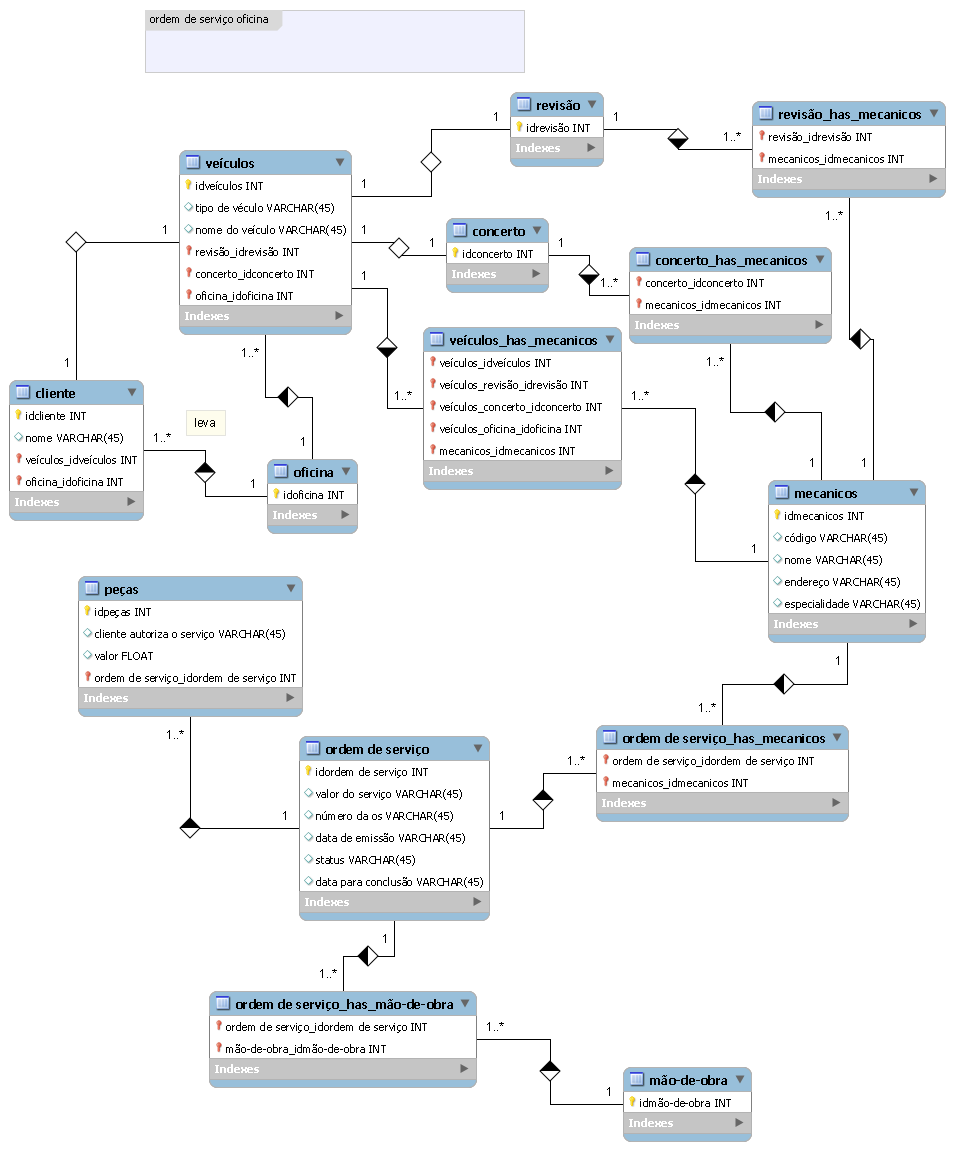 ordem de serviço oficina
revisão
idrevisão INT
Indexes
revisão_has_mecanicos
revisão_idrevisão INT
mecanicos_idmecanicos INT
Indexes
1
1
1..*
1..*
veículos
idveículos INT
tipo de véculo VARCHAR(45)
nome do veículo VARCHAR(45)
revisão_idrevisão INT
concerto_idconcerto INT
oficina_idoficina INT
Indexes
1
1
1
1
1..*
concerto
idconcerto INT
Indexes
1
1
concerto_has_mecanicos
concerto_idconcerto INT
mecanicos_idmecanicos INT
Indexes
1..*
1..*
veículos_has_mecanicos
veículos_idveículos INT
veículos_revisão_idrevisão INT
veículos_concerto_idconcerto INT
veículos_oficina_idoficina INT
mecanicos_idmecanicos INT
Indexes
1..*
1..*
cliente
idcliente INT
nome VARCHAR(45)
veículos_idveículos INT
oficina_idoficina INT
Indexes
1
1..*
leva
oficina
idoficina INT
Indexes
1
1
mecanicos
idmecanicos INT
código VARCHAR(45)
nome VARCHAR(45)
endereço VARCHAR(45)
especialidade VARCHAR(45)
Indexes
1
1
1
1
peças
idpeças INT
cliente autoriza o serviço VARCHAR(45)
valor FLOAT
ordem de serviço_idordem de serviço INT
Indexes
1..*
ordem de serviço
idordem de serviço INT
valor do serviço VARCHAR(45)
número da os VARCHAR(45)
data de emissão VARCHAR(45)
status VARCHAR(45)
data para conclusão VARCHAR(45)
Indexes
1
1
1
ordem de serviço_has_mecanicos
ordem de serviço_idordem de serviço INT
mecanicos_idmecanicos INT
Indexes
1..*
1..*
ordem de serviço_has_mão-de-obra
ordem de serviço_idordem de serviço INT
mão-de-obra_idmão-de-obra INT
Indexes
1..*
1..*
mão-de-obra
idmão-de-obra INT
Indexes
1